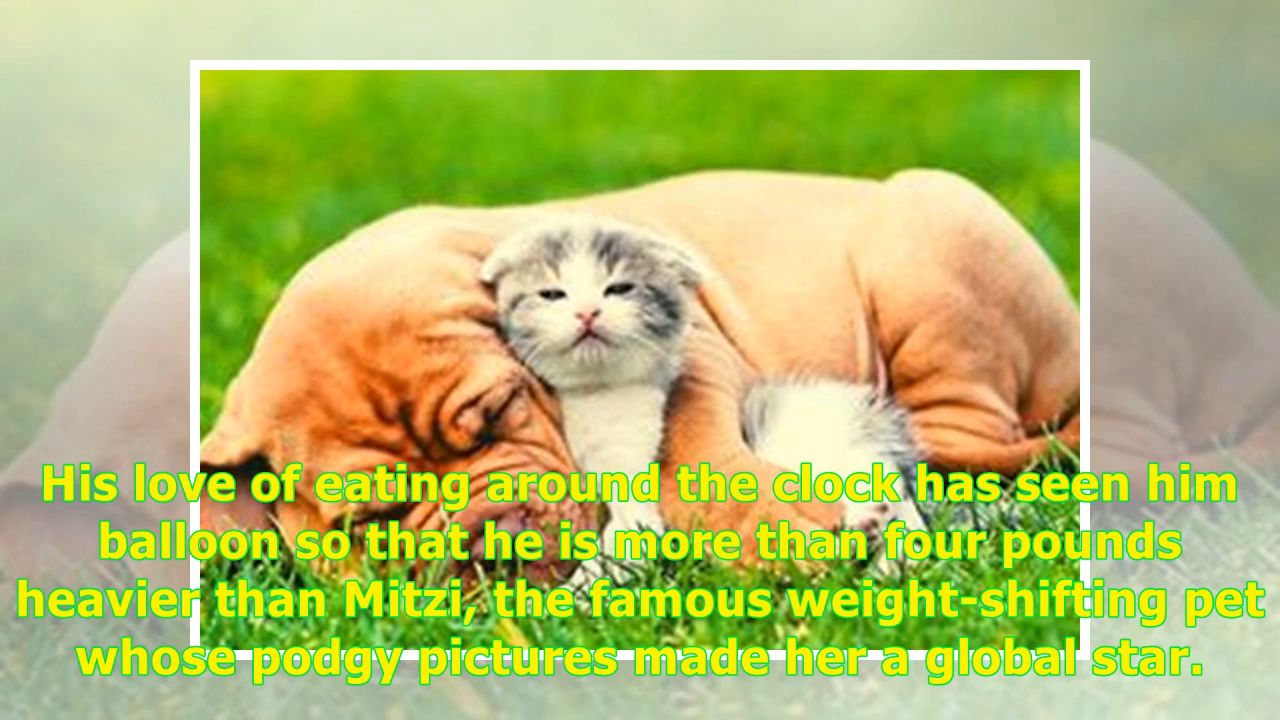 His love of eating around the clock has seen him
balloon so that he is more than four pounds
heavier than Mitzi, the famous weight-shifting pet
whose podgy pictures made her a global star.